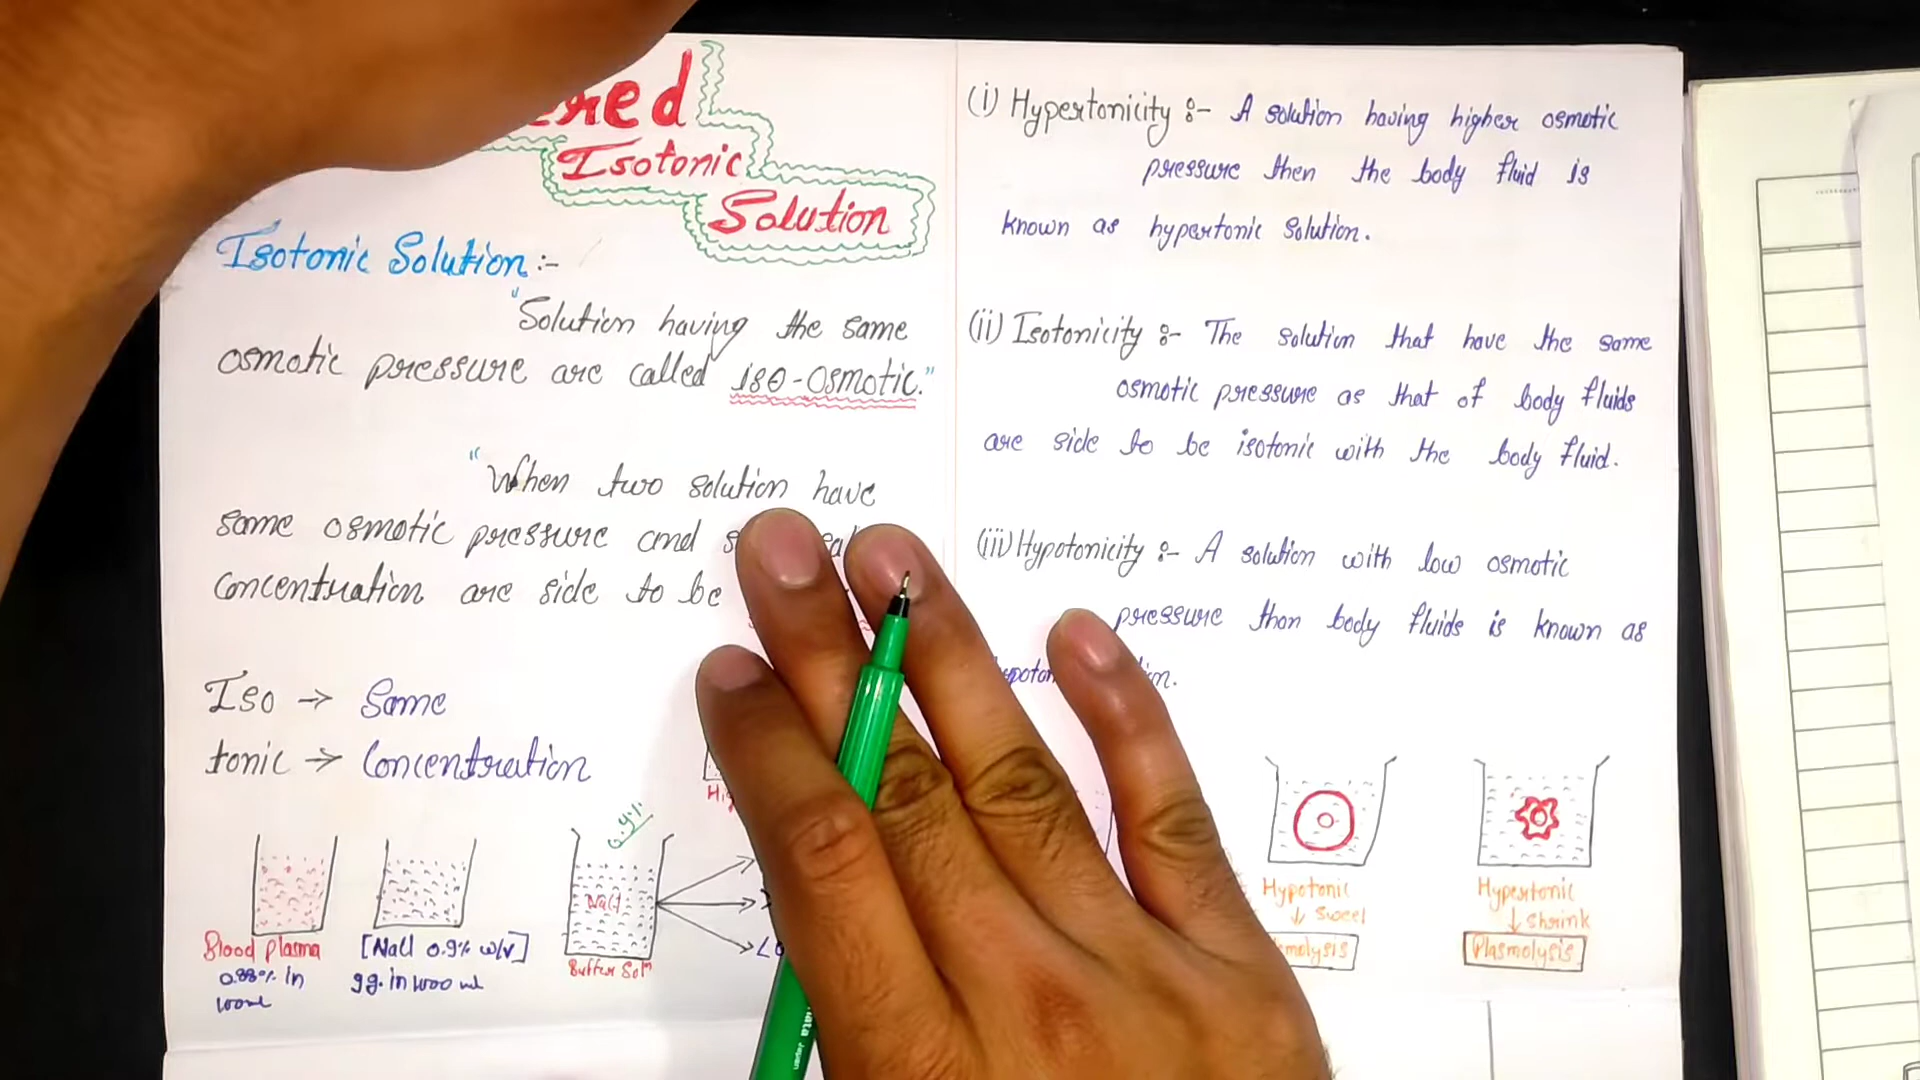 Isotonic
Solution
Isotonic Solution :-
"Solution having the same
osmotic pressure are called iso-osmotic."
"When two solution have
same osmotic pressure and
concentration are side to be
Iso → Same
tonic → Concentration
0.9%
NaCl
Blood plasma
0.88% in
100ml
[NaCl 0.9% w/v]
9g. in 1000 ml
Buffer Solⁿ
(i) Hypertonicity :- A solution having higher osmotic
pressure then the body fluid is
known as hypertonic solution.
(ii) Isotonicity :- The solution that have the same
osmotic pressure as that of body fluids
are side to be isotonic with the body fluid.
(iii) Hypotonicity :- A solution with low osmotic
pressure than body fluids is known as
Hypotonic
↓ Sweel
Hypertonic
↓ Shrink
Plasmolysis